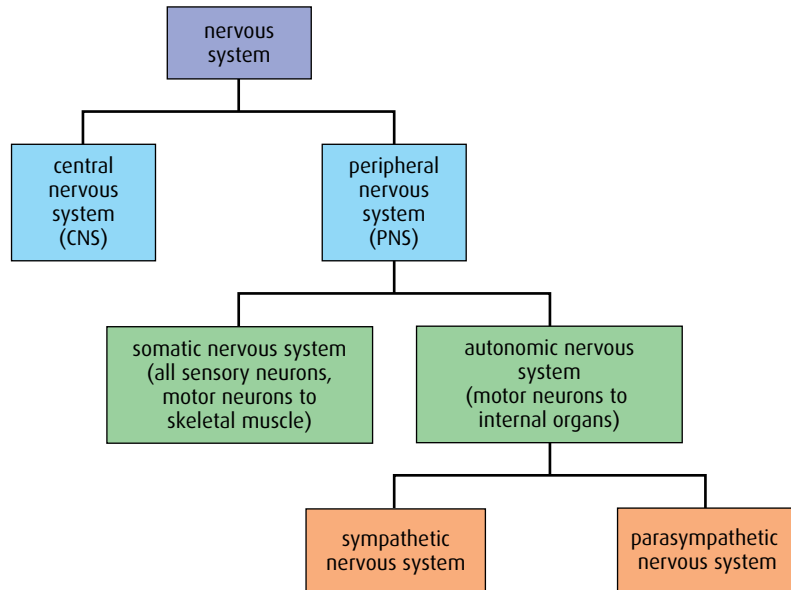 nervous
system
central
nervous
system
(CNS)
peripheral
nervous
system
(PNS)
somatic nervous system
(all sensory neurons,
motor neurons to
skeletal muscle)
autonomic nervous
system
(motor neurons to
internal organs)
sympathetic
nervous system
parasympathetic
nervous system